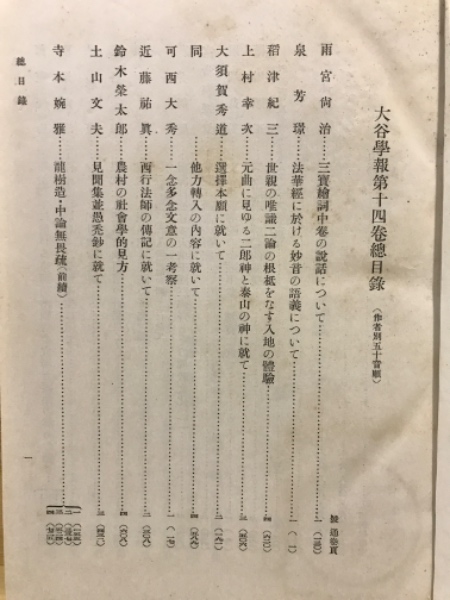 大谷學報第十四卷總目錄(作者別五十音順)
號 通卷頁
雨宮尙治…三寶繪詞中卷の說話について…一
泉芳璟…法華經に於ける妙音の語義について…一(一)
稻津紀三…世親の唯識二論の根柢をなす入地の體驗
上村幸次…元曲に見ゆる二郎神と泰山の神に就て
大須賀秀道…選擇本願に就いて
同…他力轉入の內容に就いて
可西大秀…一念多念文意の一考察…一
近藤祐眞…西行法師の傳記に就いて
鈴木榮太郎…農村の社會學的見方
土山文夫…見聞集並愚禿鈔に就て
寺本婉雅…龍樹造・中論無畏疏(前續)
總目錄
一